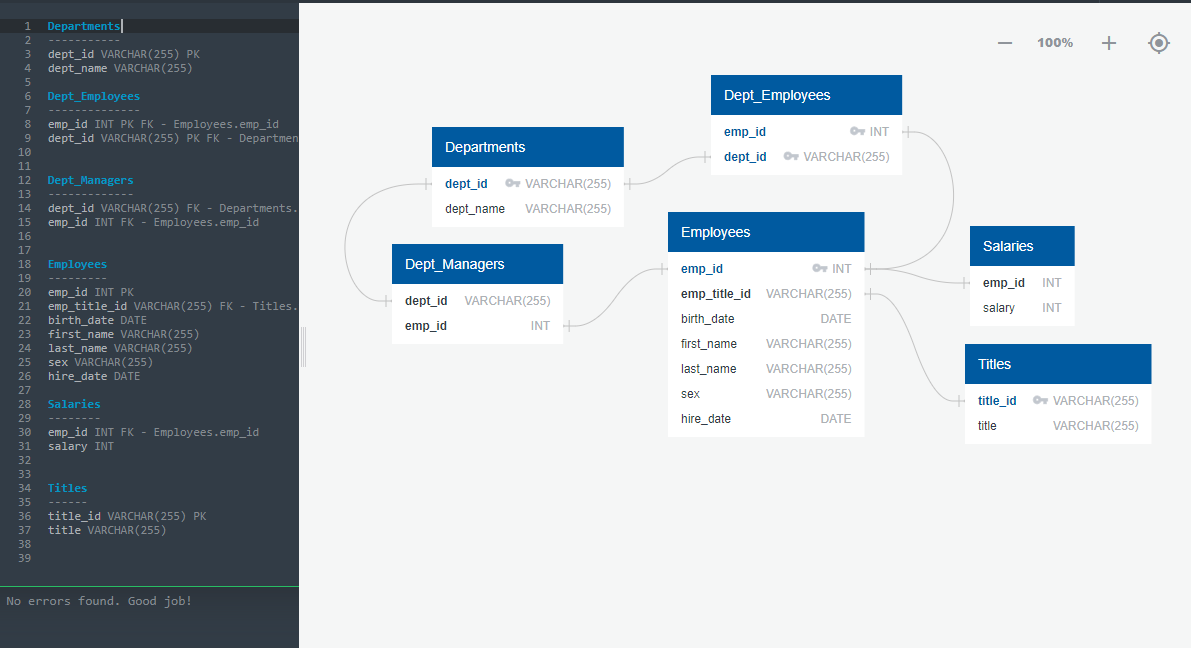 1 Departments
2 -----------
3 dept_id VARCHAR(255) PK
4 dept_name VARCHAR(255)
5
6 Dept_Employees
7 --------------
8 emp_id INT PK FK - Employees.emp_id
9 dept_id VARCHAR(255) PK FK - Departmen
10
11
12 Dept_Managers
13 -------------
14 dept_id VARCHAR(255) FK - Departments.
15 emp_id INT FK - Employees.emp_id
16
17
18 Employees
19 ---------
20 emp_id INT PK
21 emp_title_id VARCHAR(255) FK - Titles.
22 birth_date DATE
23 first_name VARCHAR(255)
24 last_name VARCHAR(255)
25 sex VARCHAR(255)
26 hire_date DATE
27
28 Salaries
29 --------
30 emp_id INT FK - Employees.emp_id
31 salary INT
32
33
34 Titles
35 ------
36 title_id VARCHAR(255) PK
37 title VARCHAR(255)
38
39
No errors found. Good job!
100%
Dept_Employees
emp_id INT
dept_id VARCHAR(255)
Departments
dept_id VARCHAR(255)
dept_name VARCHAR(255)
Dept_Managers
dept_id VARCHAR(255)
emp_id INT
Employees
emp_id INT
emp_title_id VARCHAR(255)
birth_date DATE
first_name VARCHAR(255)
last_name VARCHAR(255)
sex VARCHAR(255)
hire_date DATE
Salaries
emp_id INT
salary INT
Titles
title_id VARCHAR(255)
title VARCHAR(255)